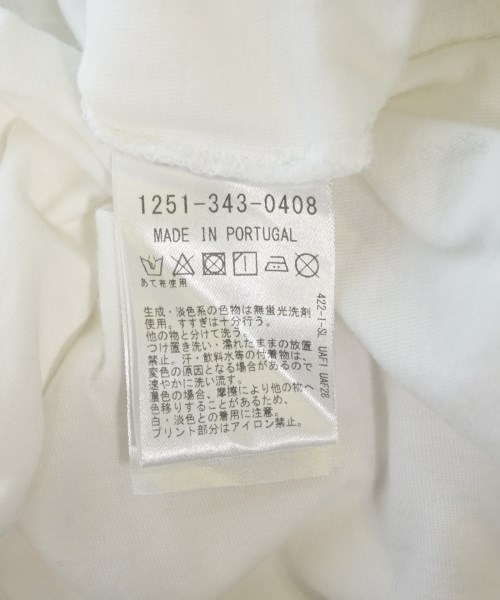 1251-343-0408
MADE IN PORTUGAL
あて布使用
生成・淡色系の色物は無蛍光洗剤
使用。すすぎは十分行う。
他の物と分けて洗う。
つけ置き洗い・濡れたままの放置
禁止。汗・飲料水等の付着物は、
変色の原因となる場合があるので
速やかに洗い流す。
濃色の場合、摩擦により他の物へ
色移りすることがあるため、
白・淡色との着用に注意。
プリント部分はアイロン禁止。
422-1-SL UAF1 UAF28